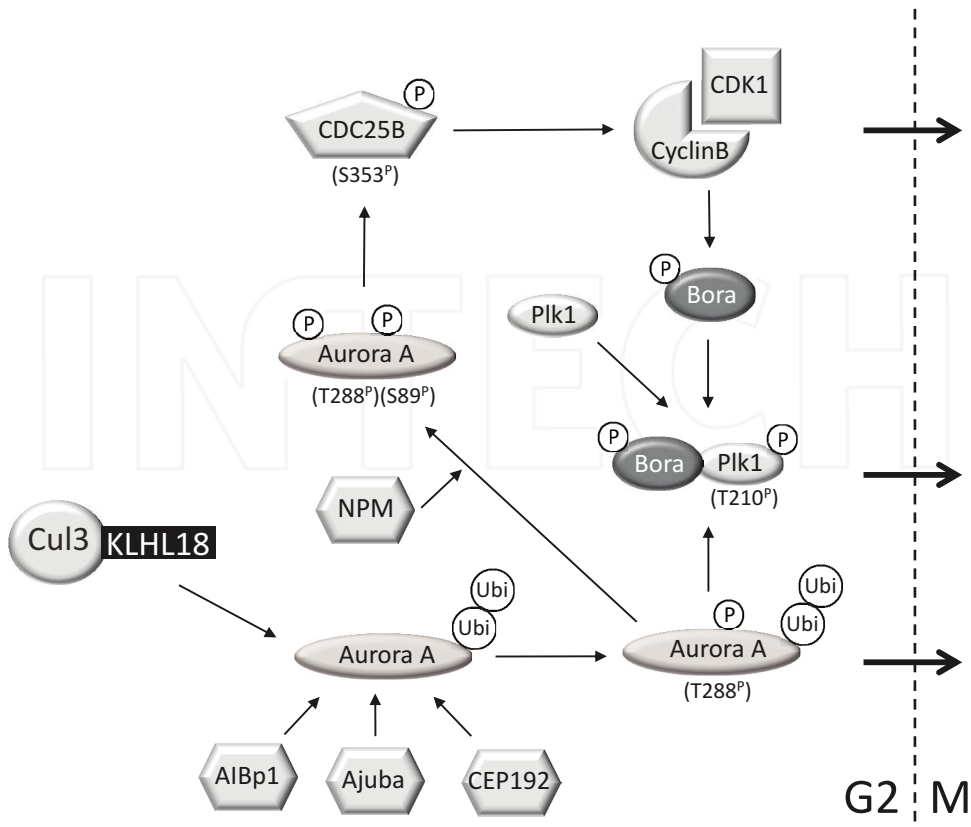 P
CDC25B
(S353ᴾ)
CDK1
CyclinB
P
Bora
Plk1
P
P
Aurora A
(T288ᴾ)(S89ᴾ)
P
Bora
Plk1
P
(T210ᴾ)
NPM
Cul3
KLHL18
Ubi
Ubi
Aurora A
Ubi
Ubi
P
Aurora A
(T288ᴾ)
AIBp1
Ajuba
CEP192
G2
M
INTECH